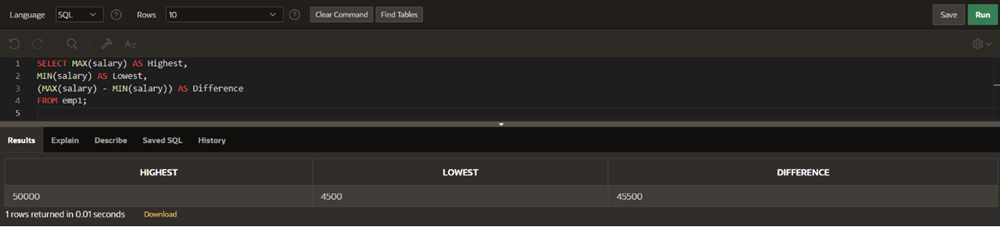 Language SQL Rows 10 Clear Command Find Tables Save Run
1 SELECT MAX(salary) AS Highest,
2 MIN(salary) AS Lowest,
3 (MAX(salary) - MIN(salary)) AS Difference
4 FROM emp1;
5
Results Explain Describe Saved SQL History
HIGHEST LOWEST DIFFERENCE
50000 4500 45500
1 rows returned in 0.01 seconds Download